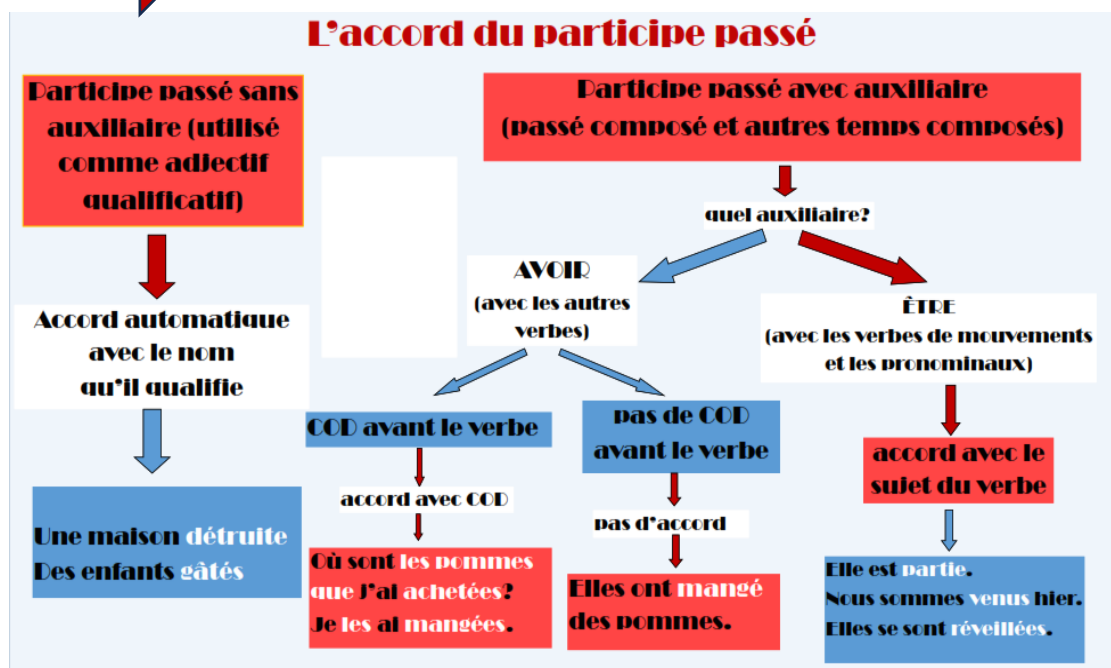 L'accord du participe passé
Participe passé sans
auxiliaire (utilisé
comme adjectif
qualificatif)
Accord automatique
avec le nom
qu'il qualifie
Une maison détruite
Des enfants gâtés
Participe passé avec auxiliaire
(passé composé et autres temps composés)
quel auxiliaire?
AVOIR
(avec les autres
verbes)
COD avant le verbe
accord avec COD
Où sont les pommes
que j'ai achetées?
Je les ai mangées.
pas de COD
avant le verbe
pas d'accord
Elles ont mangé
des pommes.
ÊTRE
(avec les verbes de mouvements
et les pronominaux)
accord avec le
sujet du verbe
Elle est partie.
Nous sommes venus hier.
Elles se sont réveillées.